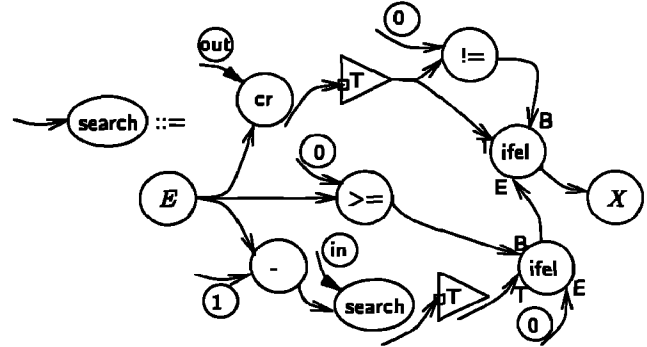 0
out
!=
T
cr
B
search ::=
T
ifel
0
E
E
>=
X
B
in
-
ifel
T
T
E
1
search
0